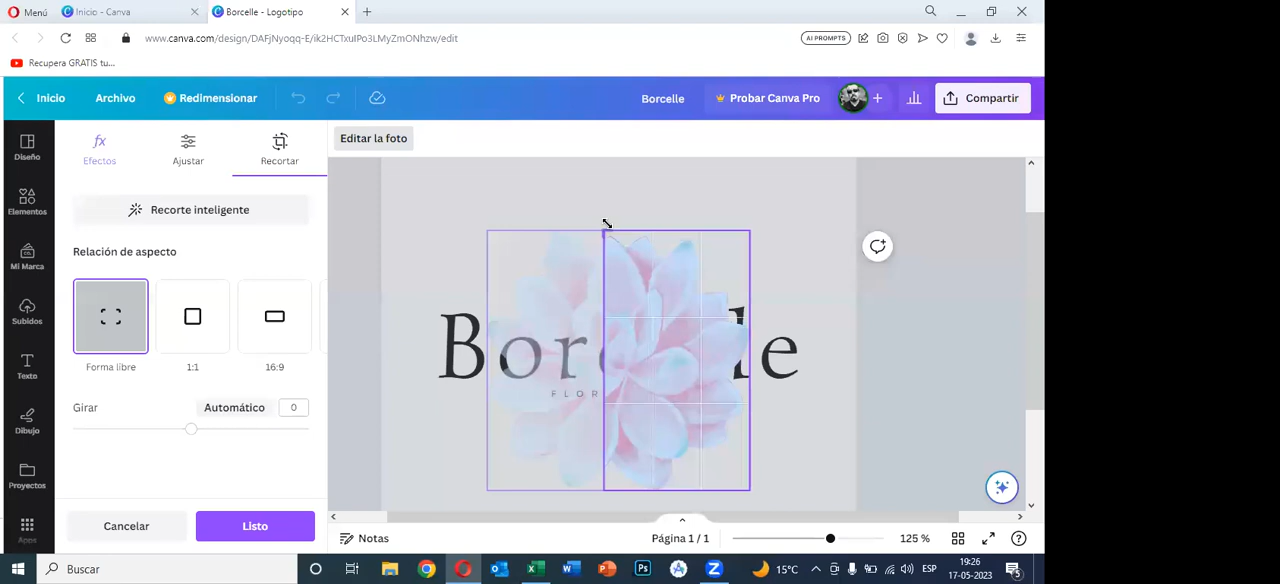 Menú
Inicio - Canva
Borcelle - Logotipo
www.canva.com/design/DAFjNyoqq-E/ik2HCTxuIPo3LMyZmONhzw/edit
AI PROMPTS
Recupera GRATIS tu...
Inicio
Archivo
Redimensionar
Borcelle
Probar Canva Pro
Compartir
Diseño
Elementos
Mi Marca
Subidos
Texto
Dibujo
Proyectos
Apps
fx
Efectos
Ajustar
Recortar
Editar la foto
Recorte inteligente
Relación de aspecto
Forma libre
1:1
16:9
Girar
Automático
0
Cancelar
Listo
Notas
Página 1 / 1
125 %
Buscar
15°C
ESP
19:26
17-05-2023
5